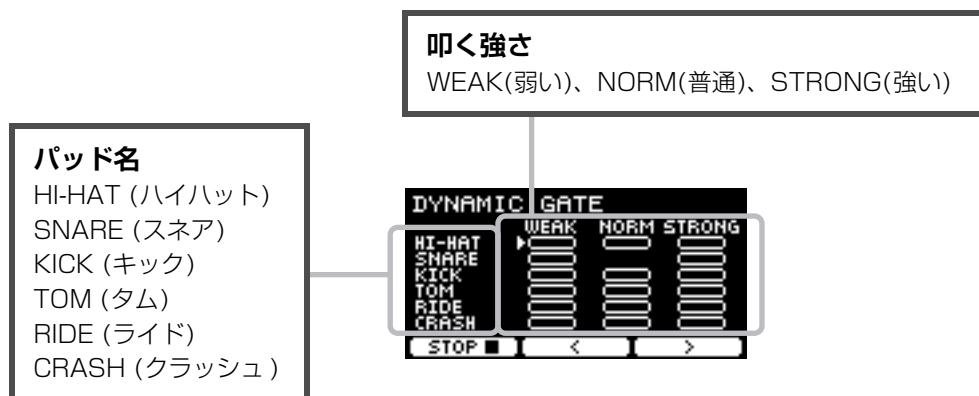 叩く強さ
WEAK(弱い)、NORM(普通)、STRONG(強い)
パッド名
HI-HAT (ハイハット)
SNARE (スネア)
KICK (キック)
TOM (タム)
RIDE (ライド)
CRASH (クラッシュ)
DYNAMIC GATE
WEAK NORM STRONG
HI-HAT
SNARE
KICK
TOM
RIDE
CRASH
STOP ■ < >